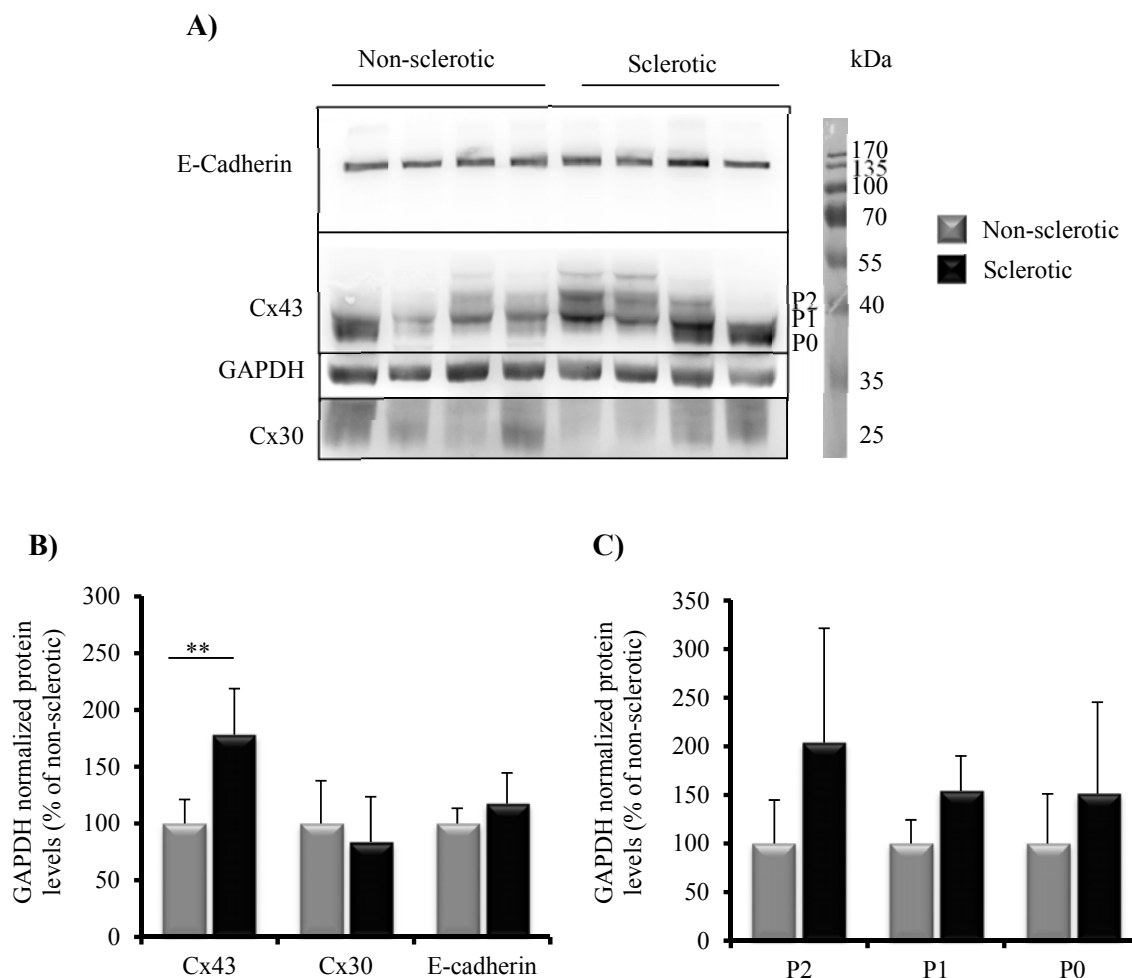 A)
Non-sclerotic
Sclerotic
kDa
E-Cadherin
170
135
100
70
Non-sclerotic
Sclerotic
55
Cx43
P2
40
P1
P0
GAPDH
35
Cx30
25
B)
GAPDH normalized protein
levels (% of non-sclerotic)
300
250
200
150
100
50
0
**
Cx43
Cx30
E-cadherin
C)
GAPDH normalized protein
levels (% of non-sclerotic)
350
300
250
200
150
100
50
0
P2
P1
P0